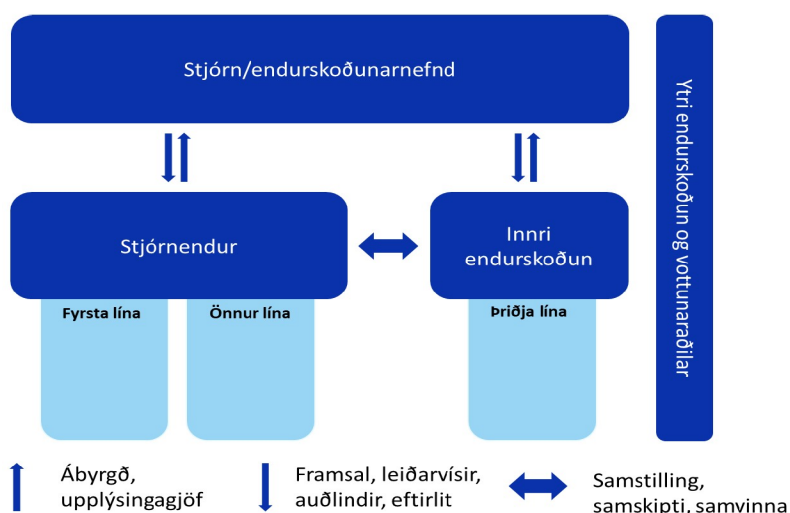 Stjórn/endurskoðunarnefnd
Stjórnendur
Innri
endurskoðun
Fyrsta lína
Önnur lína
Þriðja lína
Ytri endurskoðun og vottunaraðilar
Ábyrgð,
upplýsingagjöf
Framsal, leiðarvísir,
auðlindir, eftirlit
Samstilling,
samskipti, samvinna